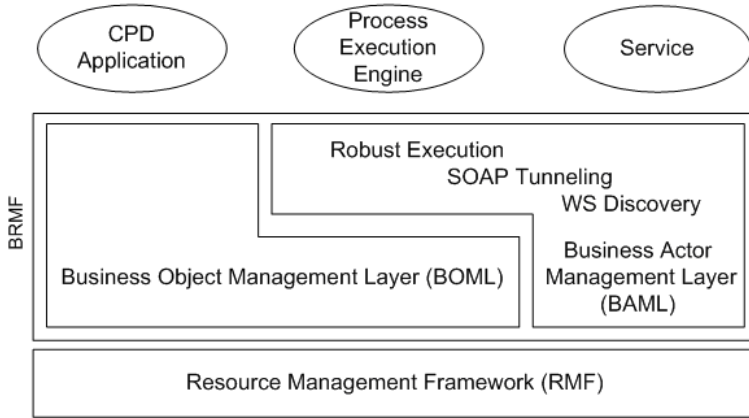 CPD
Application
Process
Execution
Engine
Service
BRMF
Robust Execution
SOAP Tunneling
WS Discovery
Business Object Management Layer (BOML)
Business Actor
Management Layer
(BAML)
Resource Management Framework (RMF)